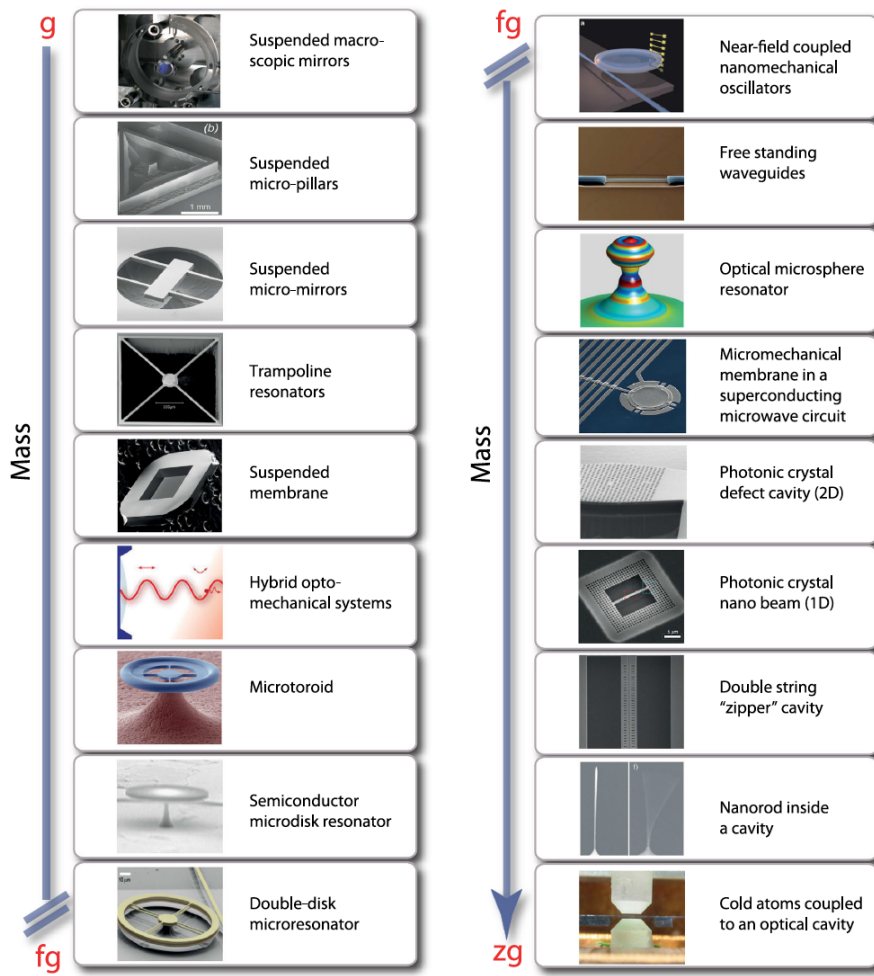 g
Suspended macro-
scopic mirrors
(b)
1 mm
Suspended
micro-pillars
Suspended
micro-mirrors
Trampoline
resonators
Suspended
membrane
Hybrid opto-
mechanical systems
Microtoroid
Semiconductor
microdisk resonator
Double-disk
microresonator
Mass
fg
fg
a
Near-field coupled
nanomechanical
oscillators
Free standing
waveguides
Optical microsphere
resonator
Micromechanical
membrane in a
superconducting
microwave circuit
Photonic crystal
defect cavity (2D)
Photonic crystal
nano beam (1D)
Double string
"zipper" cavity
Nanorod inside
a cavity
Cold atoms coupled
to an optical cavity
Mass
zg